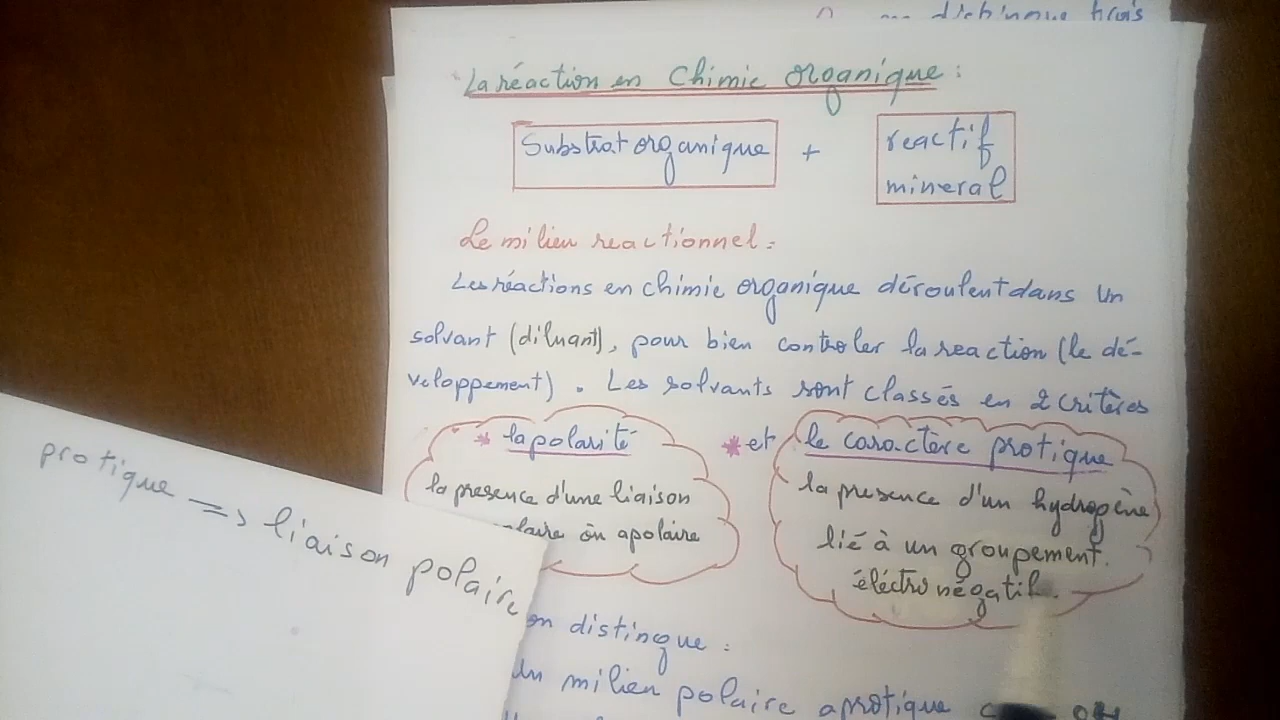 La réaction en chimie organique :
Substrat organique + reactif
mineral
Le milieu reactionnel :
Les réactions en chimie organique déroulent dans un
solvant (diluant), pour bien controler la reaction (le dé-
veloppement). Les solvants sont classés en 2 critères
* la polarité * et le caractère protique
la presence d'une liaison
ou apolaire
la presence d'un hydrogène
lié à un groupement
éléctronégatif.
protique => liaison polaire
on distingue :
Un milieu polaire aprotique